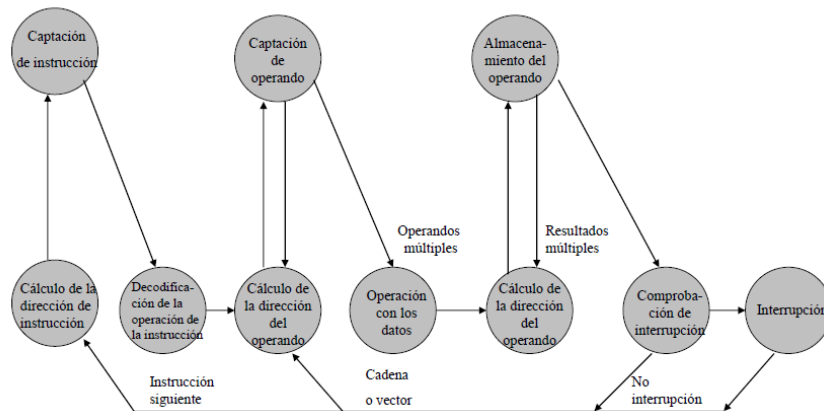 Captación
de instrucción
Captación
de
operando
Almacena-
miento del
operando
Operandos
múltiples
Resultados
múltiples
Cálculo de la
dirección de
instrucción
Decodifica-
ción de la
operación de
la instrucción
Cálculo de
la dirección
del
operando
Operación
con los
datos
Cálculo de
la dirección
del
operando
Comproba-
ción de
interrupción
Interrupción
Instrucción
siguiente
Cadena
o vector
No
interrupción